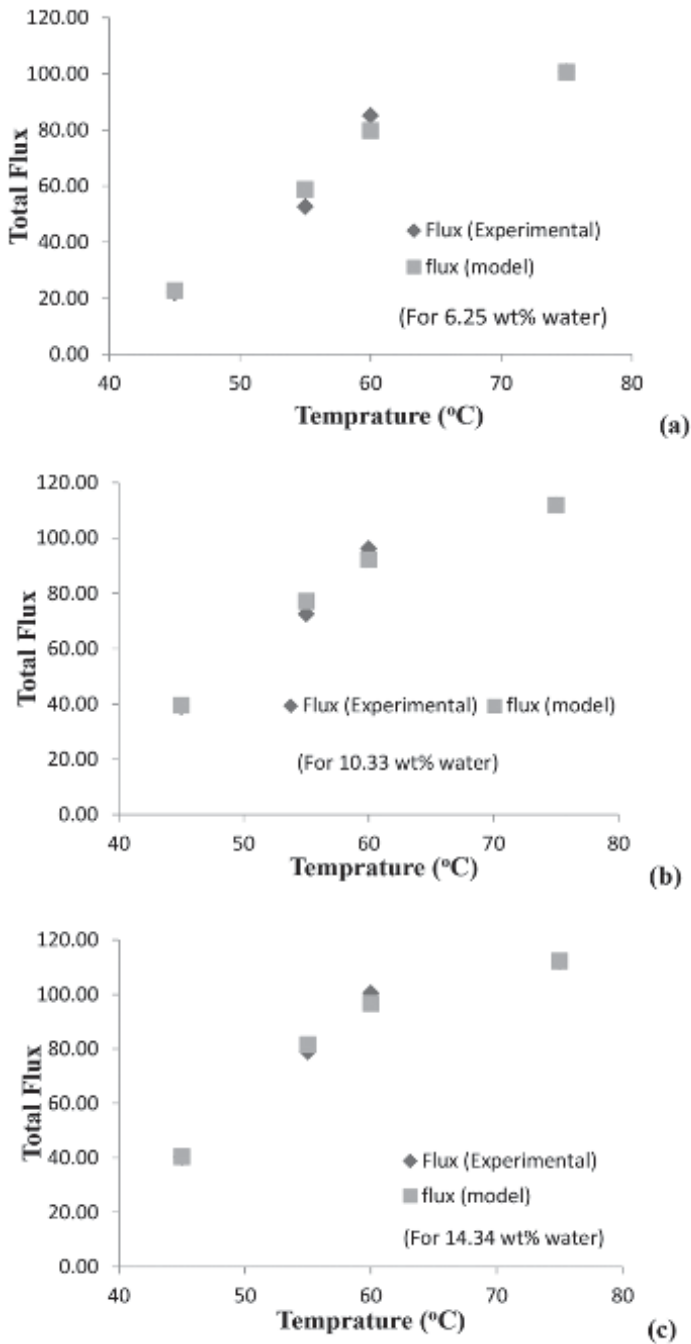 120.00
100.00
80.00
60.00
40.00
20.00
0.00
Total Flux
Flux (Experimental)
flux (model)
(For 6.25 wt% water)
40 50 60 70 80
Temprature (°C)
(a)
120.00
100.00
80.00
60.00
40.00
20.00
0.00
Total Flux
Flux (Experimental) flux (model)
(For 10.33 wt% water)
40 50 60 70 80
Temprature (°C)
(b)
120.00
100.00
80.00
60.00
40.00
20.00
0.00
Total Flux
Flux (Experimental)
flux (model)
(For 14.34 wt% water)
40 50 60 70 80
Temprature (°C)
(c)